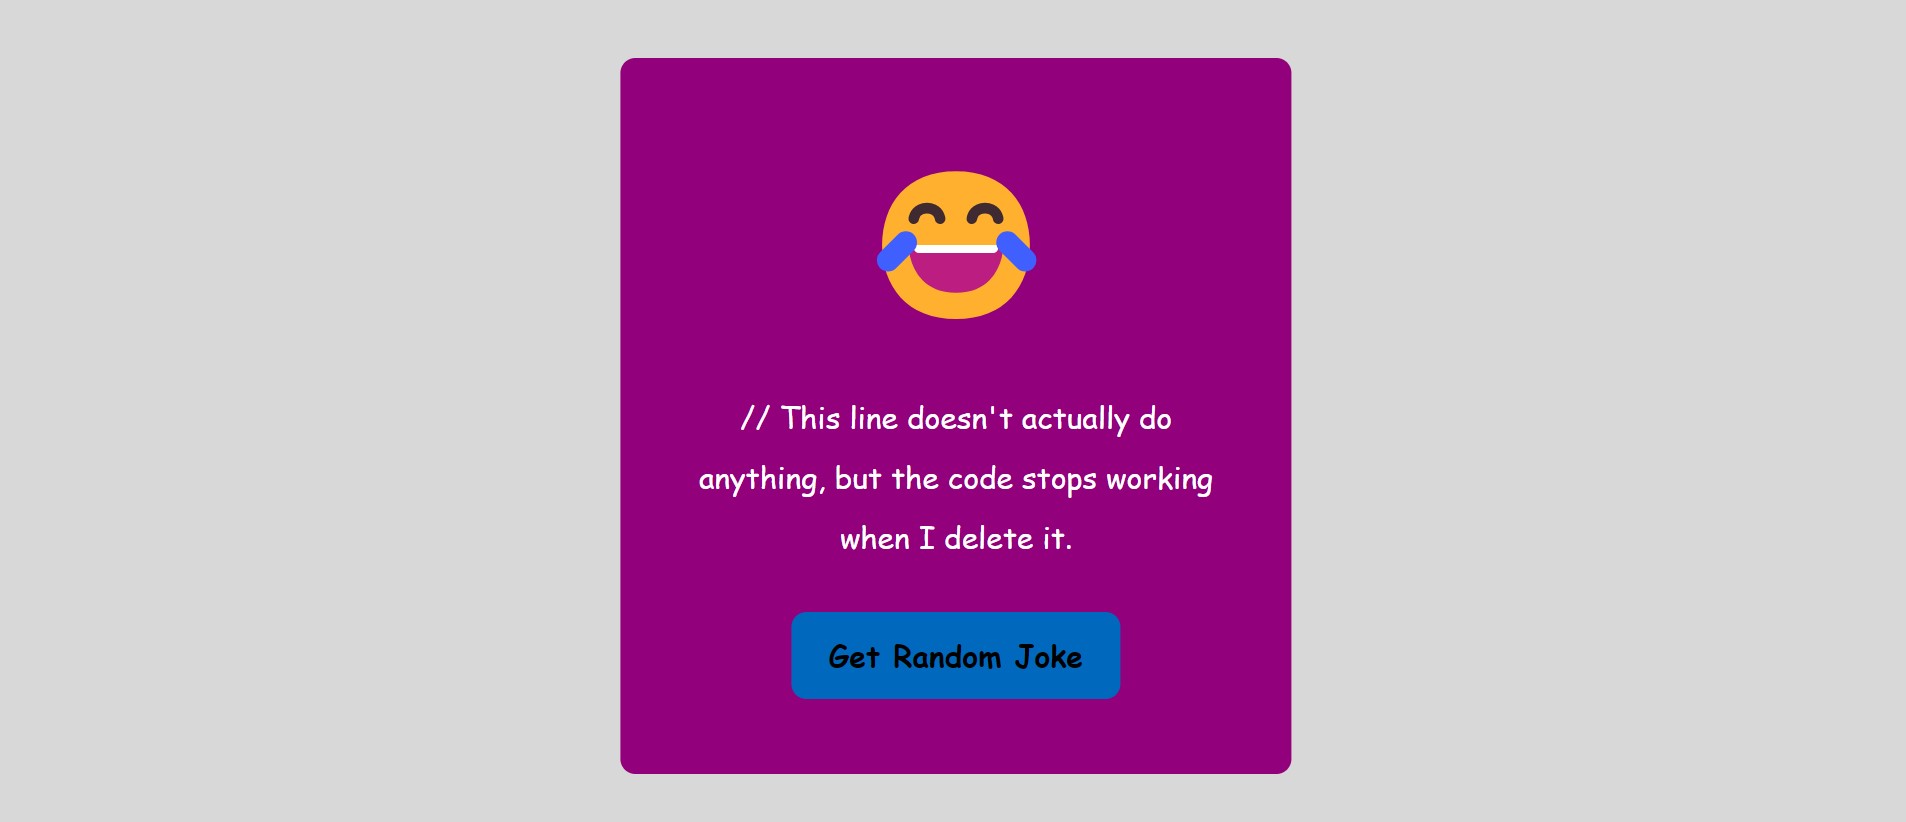 // This line doesn't actually do
anything, but the code stops working
when I delete it.
Get Random Joke